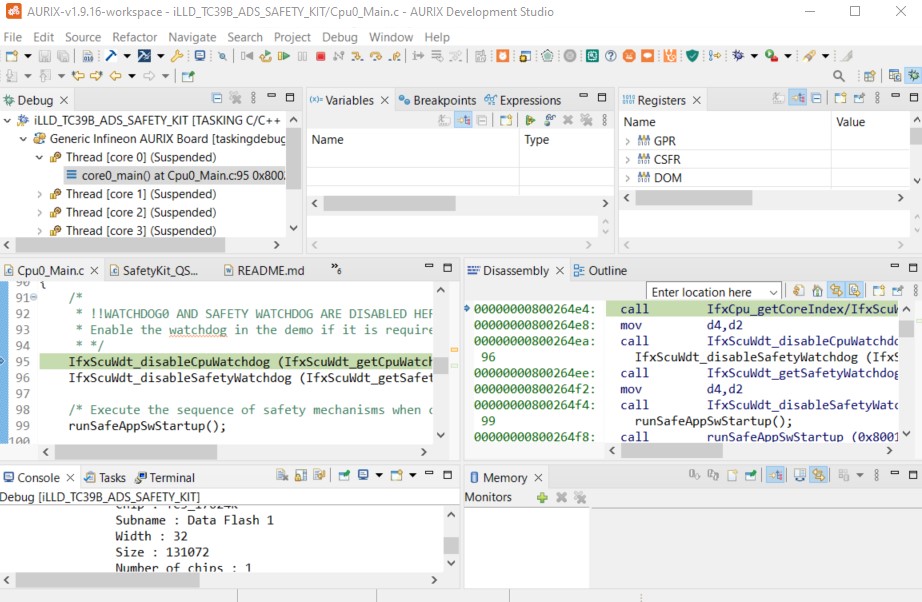 AURIX-v1.9.16-workspace - iLLD_TC39B_ADS_SAFETY_KIT/Cpu0_Main.c - AURIX Development Studio
File Edit Source Refactor Navigate Search Project Debug Window Help
Debug
iLLD_TC39B_ADS_SAFETY_KIT [TASKING C/C++
Generic Infineon AURIX Board (taskingdebug
Thread [core 0] (Suspended)
core0_main() at Cpu0_Main.c:95 0x800
Thread [core 1] (Suspended)
Thread [core 2] (Suspended)
Thread [core 3] (Suspended)
(x)= Variables
Breakpoints
Expressions
Name Type
Registers
Name Value
GPR
CSFR
DOM
Cpu0_Main.c
SafetyKit_QS...
README.md
»6
90 {
91 /*
92 * !!WATCHDOG0 AND SAFETY WATCHDOG ARE DISABLED HER
93 * Enable the watchdog in the demo if it is require
94 * */
95 IfxScuWdt_disableCpuWatchdog (IfxScuWdt_getCpuWatch
96 IfxScuWdt_disableSafetyWatchdog (IfxScuWdt_getSafet
97
98 /* Execute the sequence of safety mechanisms when
99 runSafeAppSwStartup();
100
Disassembly
Outline
Enter location here
00000000800264e4: call IfxCpu_getCoreIndex/IfxScu
00000000800264e8: mov d4,d2
00000000800264ea: call IfxScuWdt_disableCpuWatchdo
96 IfxScuWdt_disableSafetyWatchdog (IfxS
00000000800264ee: call IfxScuWdt_getSafetyWatchdog
00000000800264f2: mov d4,d2
00000000800264f4: call IfxScuWdt_disableSafetyWatc
99 runSafeAppSwStartup();
00000000800264f8: call runSafeAppSwStartup (0x8001
Console
Tasks
Terminal
Debug [iLLD_TC39B_ADS_SAFETY_KIT]
Subname : Data Flash 1
Width : 32
Size : 131072
Number of chips : 1
Memory
Monitors